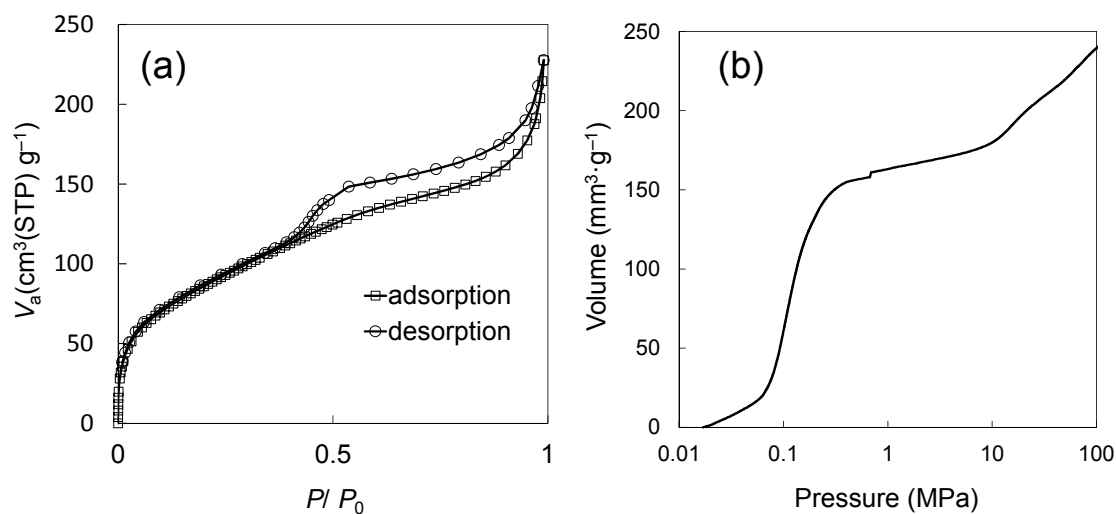 (a)
250
200
150
100
50
0
Va(cm³(STP) g⁻¹)
adsorption
desorption
0
0.5
1
P/ P₀
(b)
250
200
150
100
50
0
Volume (mm³·g⁻¹)
0.01
0.1
1
10
100
Pressure (MPa)